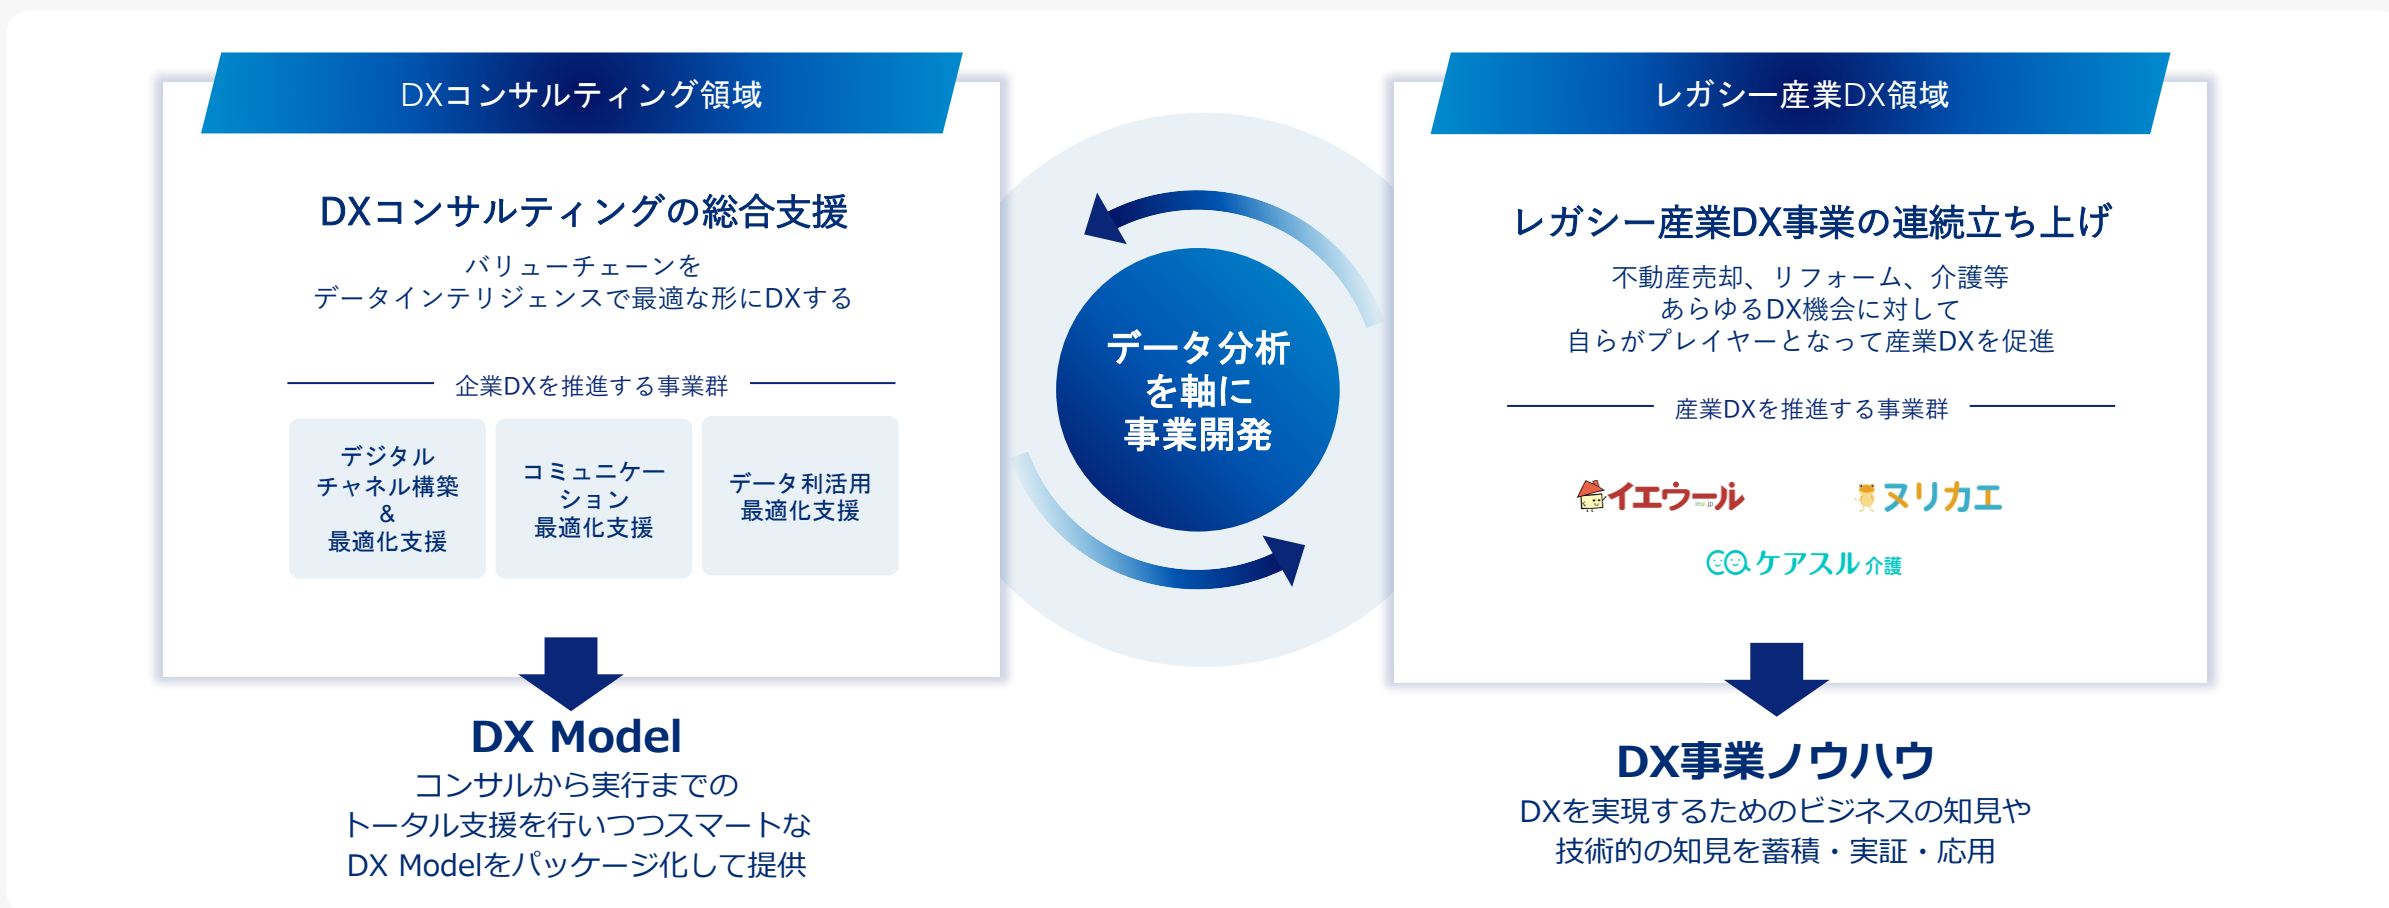 DXコンサルティング領域
DXコンサルティングの総合支援
バリューチェーンを
データインテリジェンスで最適な形にDXする
企業DXを推進する事業群
デジタル
チャネル構築
&
最適化支援
コミュニケー
ション
最適化支援
データ利活用
最適化支援
DX Model
コンサルから実行までの
トータル支援を行いつつスマートな
DX Modelをパッケージ化して提供
データ分析
を軸に
事業開発
レガシー産業DX領域
レガシー産業DX事業の連続立ち上げ
不動産売却、リフォーム、介護等
あらゆるDX機会に対して
自らがプレイヤーとなって産業DXを促進
産業DXを推進する事業群
イエウール
ieu.jp
ヌリカエ
ケアスル 介護
DX事業ノウハウ
DXを実現するためのビジネスの知見や
技術的の知見を蓄積・実証・応用